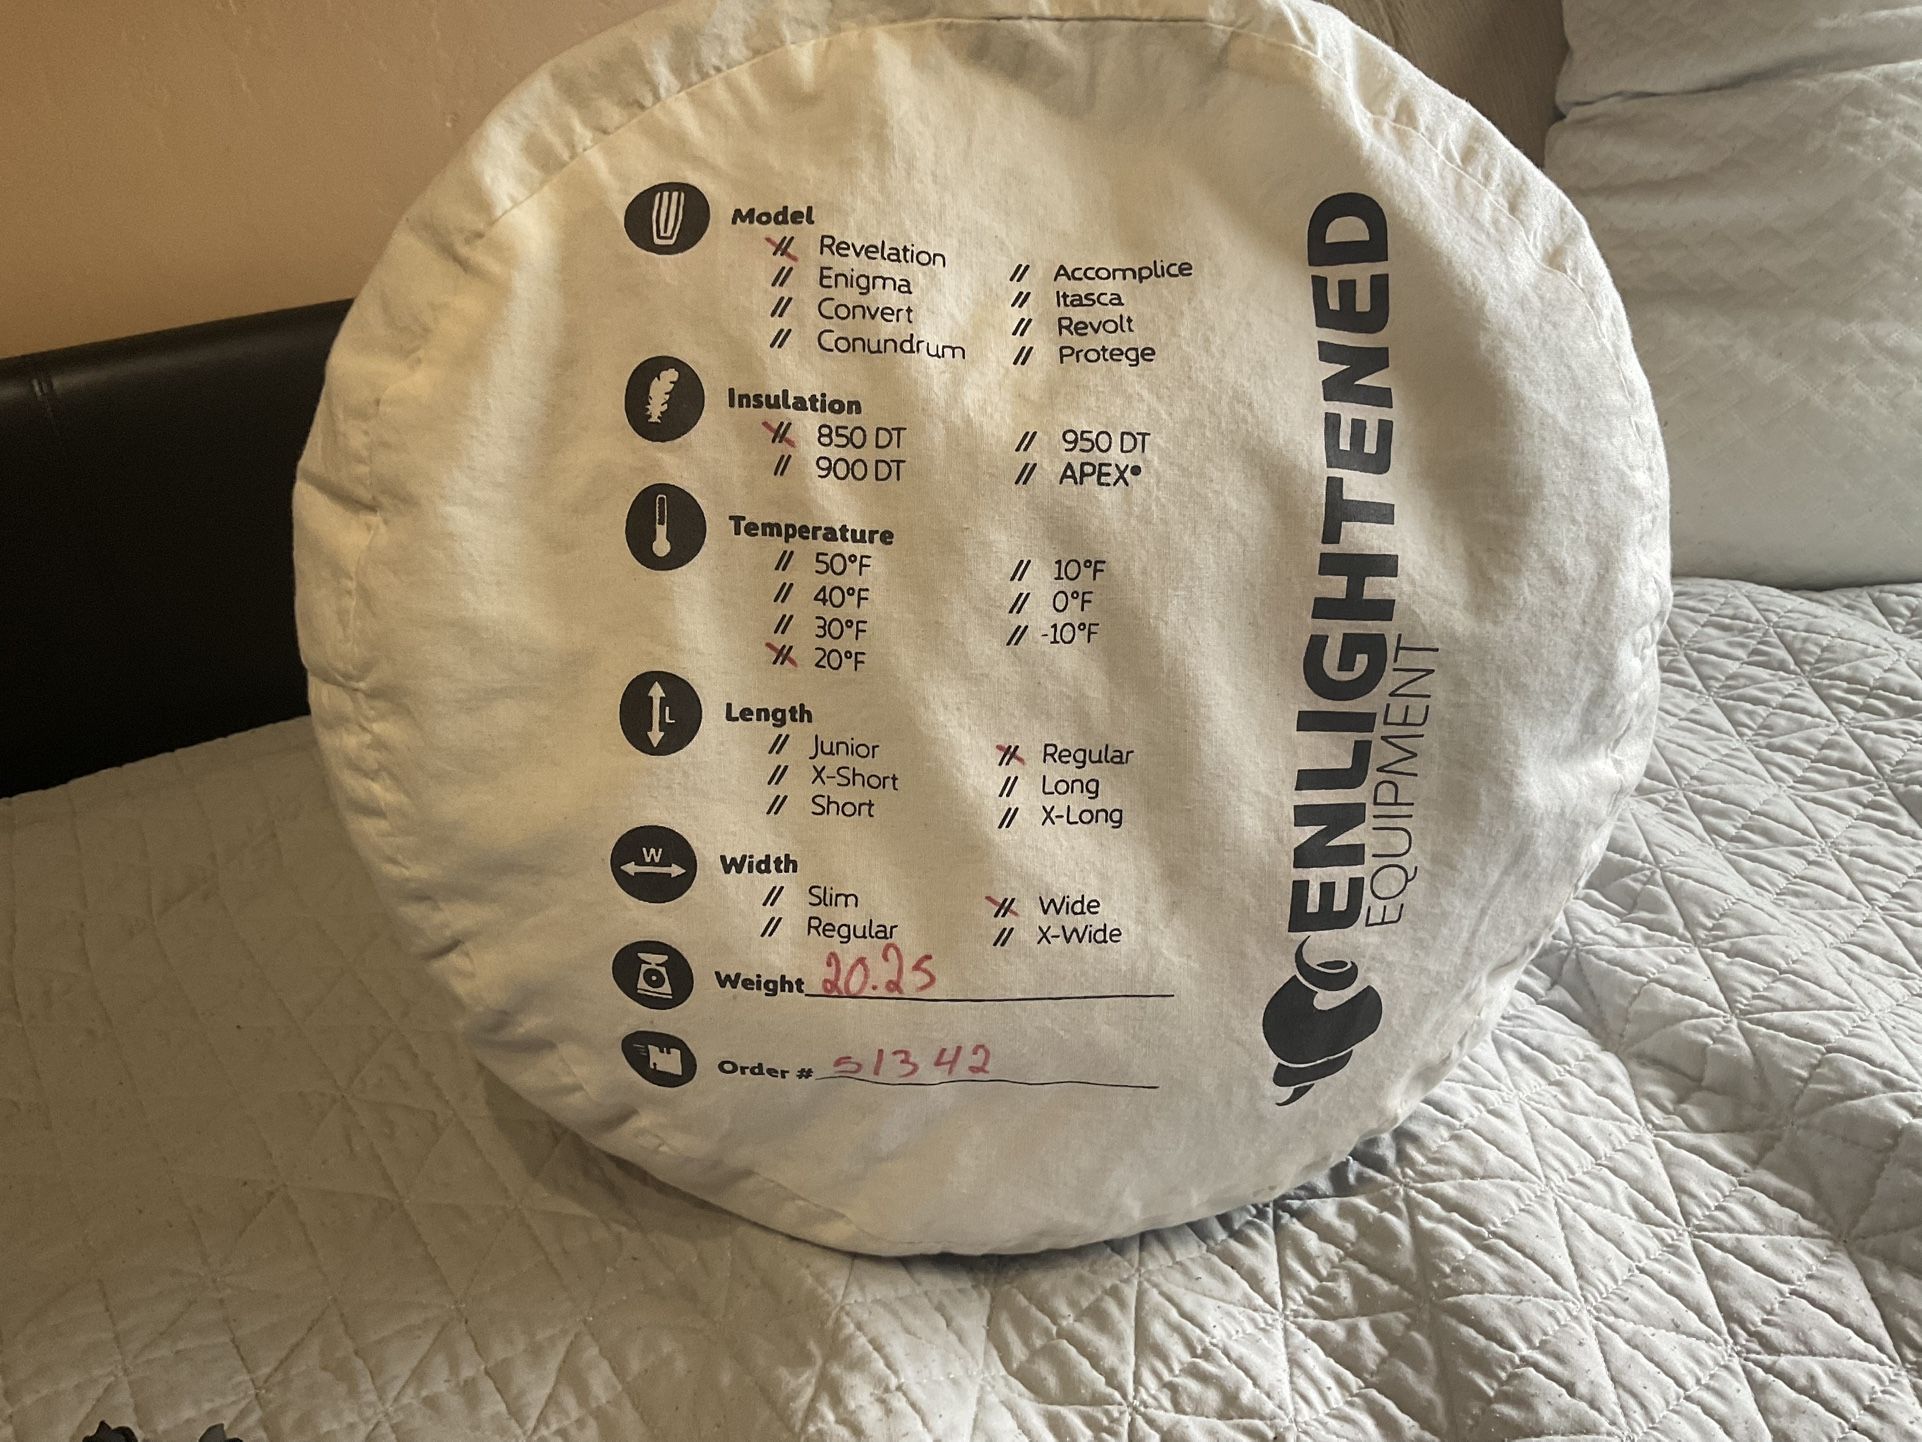 Model
// Revelation
// Enigma
// Convert
// Conundrum
// Accomplice
// Itasca
// Revolt
// Protege
Insulation
// 850 DT
// 900 DT
// 950 DT
// APEX®
Temperature
// 50°F
// 40°F
// 30°F
// 20°F
// 10°F
// 0°F
// -10°F
L
Length
// Junior
// X-Short
// Short
// Regular
// Long
// X-Long
W
Width
// Slim
// Regular
// Wide
// X-Wide
Weight 20.25
Order # 51342
ENLIGHTENED
EQUIPMENT